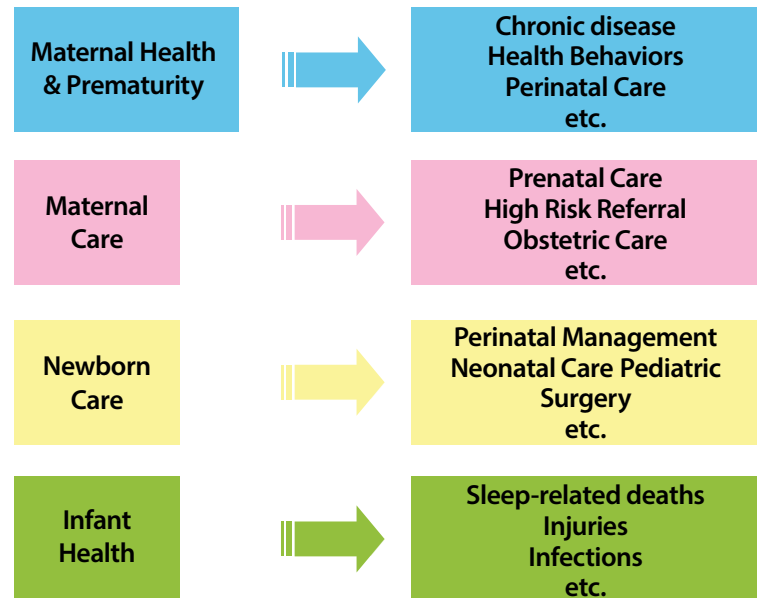 Maternal Health
& Prematurity
Chronic disease
Health Behaviors
Perinatal Care
etc.
Maternal
Care
Prenatal Care
High Risk Referral
Obstetric Care
etc.
Newborn
Care
Perinatal Management
Neonatal Care Pediatric
Surgery
etc.
Infant
Health
Sleep-related deaths
Injuries
Infections
etc.